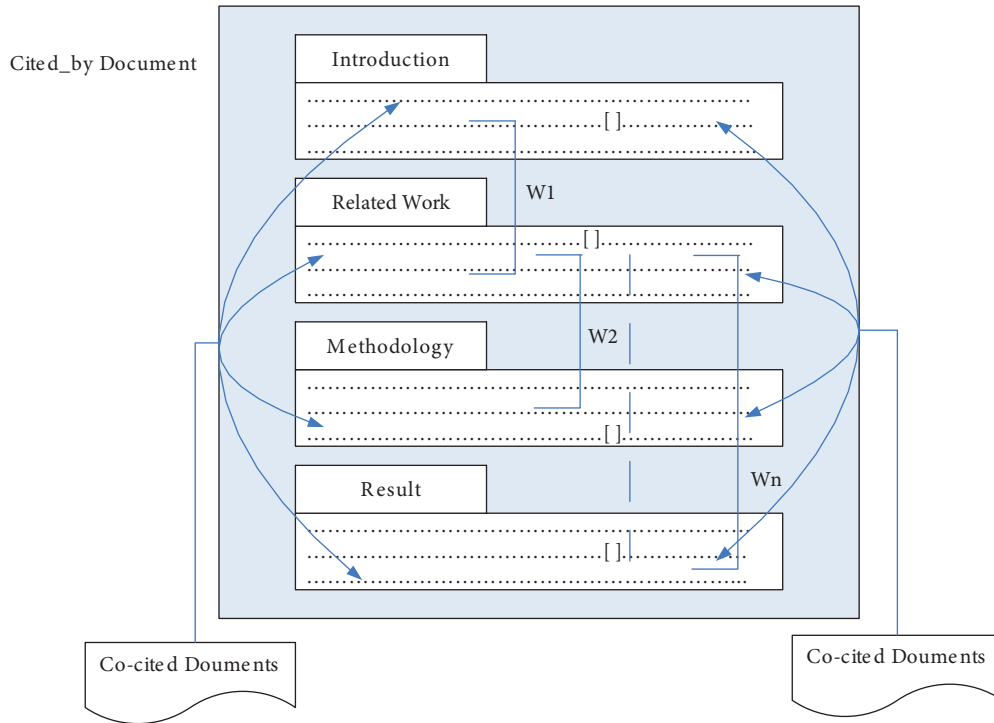 Cited_by Document
Introduction
................................................................
[ ]
................................................................
W1
Related Work
[ ]
................................................................
................................................................
W2
Methodology
................................................................
................................................................
[ ]
Wn
Result
................................................................
[ ]
................................................................
Co-cited Douments
Co-cited Douments